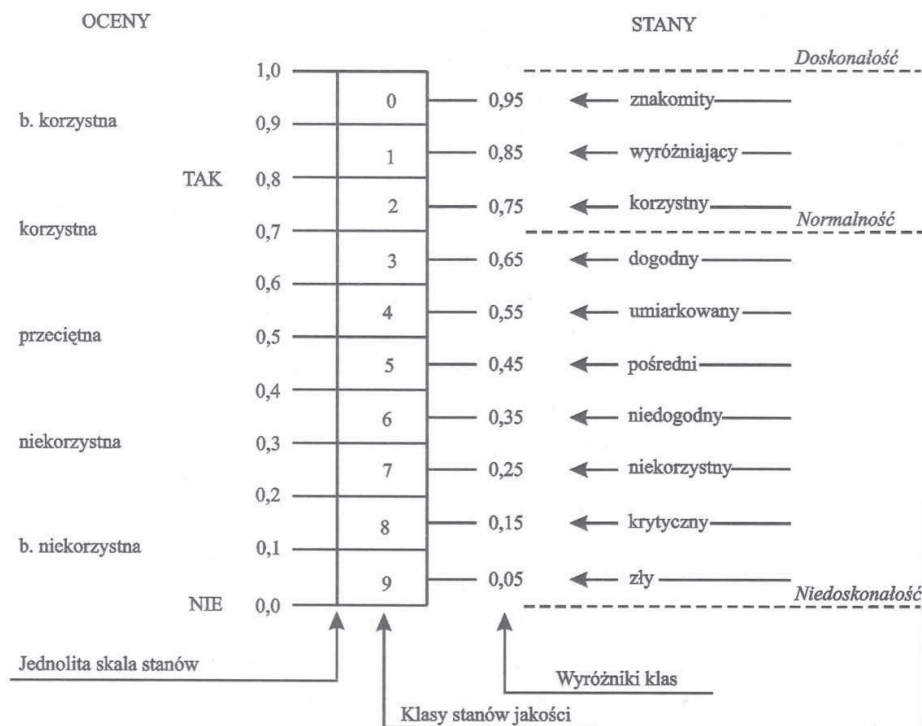 OCENY STANY
Doskonałość
1,0
0 0,95 znakomity
b. korzystna 0,9
1 0,85 wyróżniający
TAK 0,8
2 0,75 korzystny
korzystna 0,7 Normalność
3 0,65 dogodny
0,6
4 0,55 umiarkowany
przeciętna 0,5
5 0,45 pośredni
0,4
6 0,35 niedogodny
niekorzystna 0,3
7 0,25 niekorzystny
0,2
8 0,15 krytyczny
b. niekorzystna 0,1
9 0,05 zły
NIE 0,0 Niedoskonałość
Jednolita skala stanów
Wyróżniki klas
Klasy stanów jakości